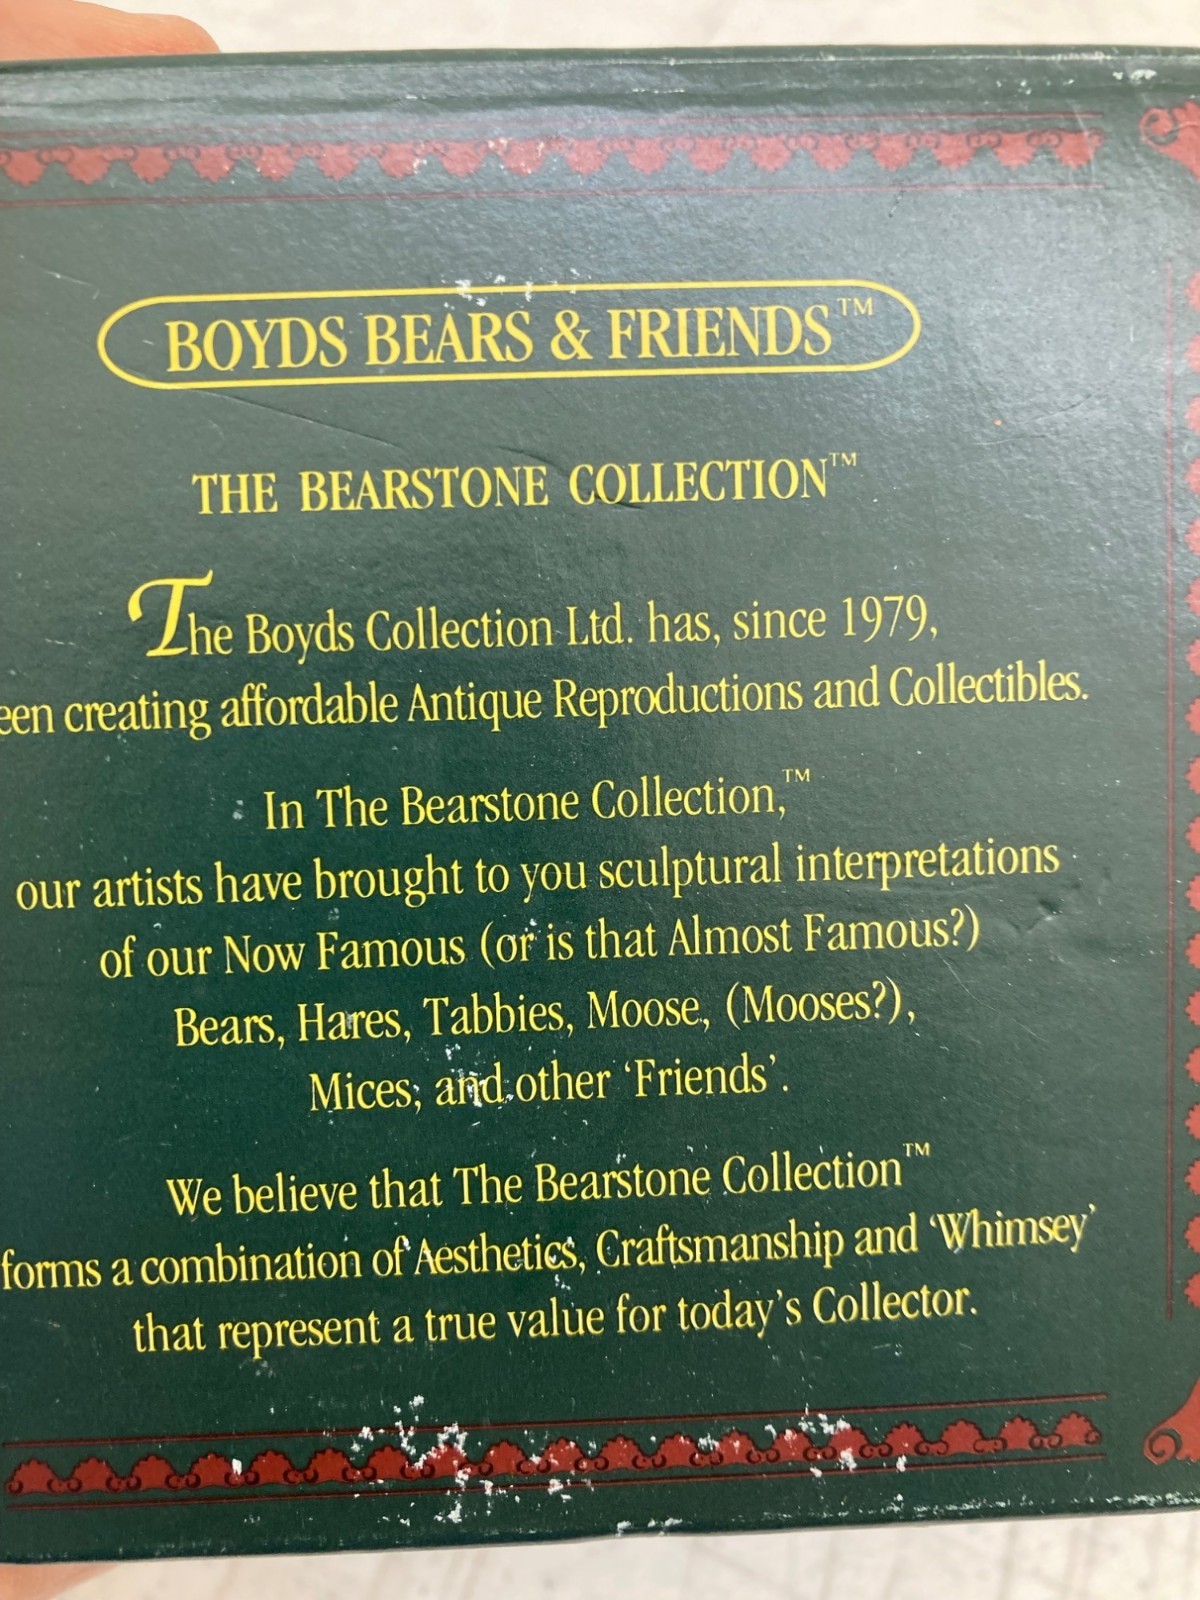 BOYDS BEARS & FRIENDS™
THE BEARSTONE COLLECTION™
The Boyds Collection Ltd. has, since 1979,
een creating affordable Antique Reproductions and Collectibles.
In The Bearstone Collection,™
our artists have brought to you sculptural interpretations
of our Now Famous (or is that Almost Famous?)
Bears, Hares, Tabbies, Moose, (Mooses?),
Mices, and other ‘Friends’.
We believe that The Bearstone Collection™
forms a combination of Aesthetics, Craftsmanship and ‘Whimsey’
that represent a true value for today’s Collector.